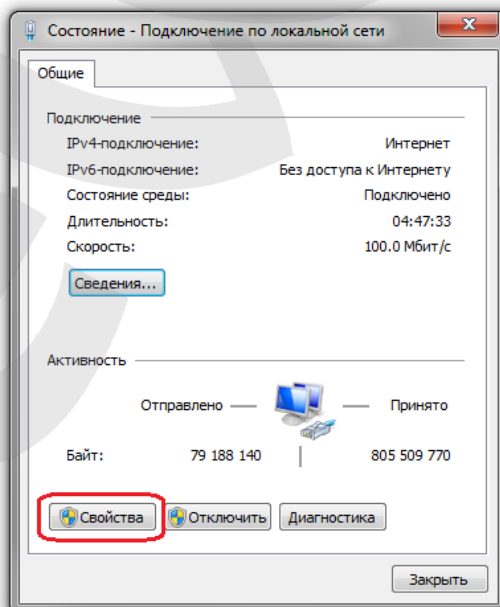 Состояние - Подключение по локальной сети
Общие
Подключение
IPv4-подключение: Интернет
IPv6-подключение: Без доступа к Интернету
Состояние среды: Подключено
Длительность: 04:47:33
Скорость: 100.0 Мбит/с
Сведения...
Активность
Отправлено — — Принято
Байт: 79 188 140 | 805 509 770
Свойства Отключить Диагностика
Закрыть